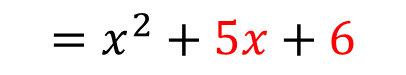 = x² + 5x + 6